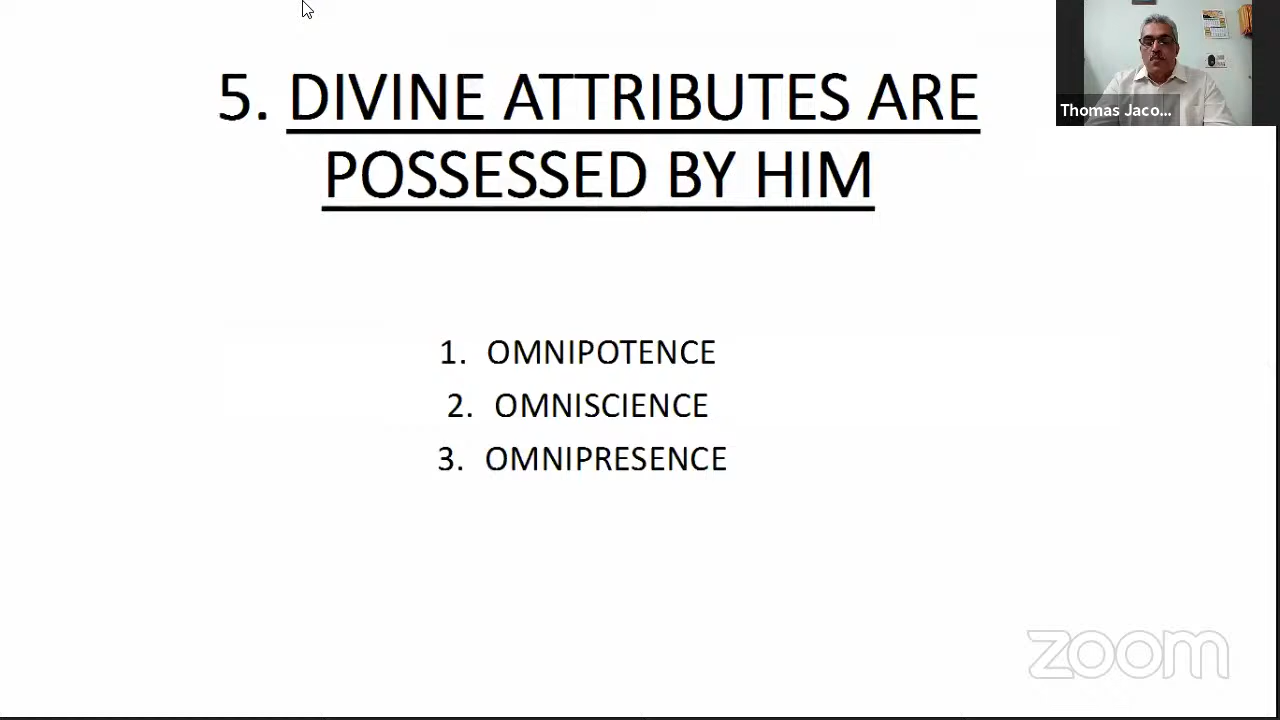 5. DIVINE ATTRIBUTES ARE
POSSESSED BY HIM
Thomas Jaco...
1. OMNIPOTENCE
2. OMNISCIENCE
3. OMNIPRESENCE
zoom